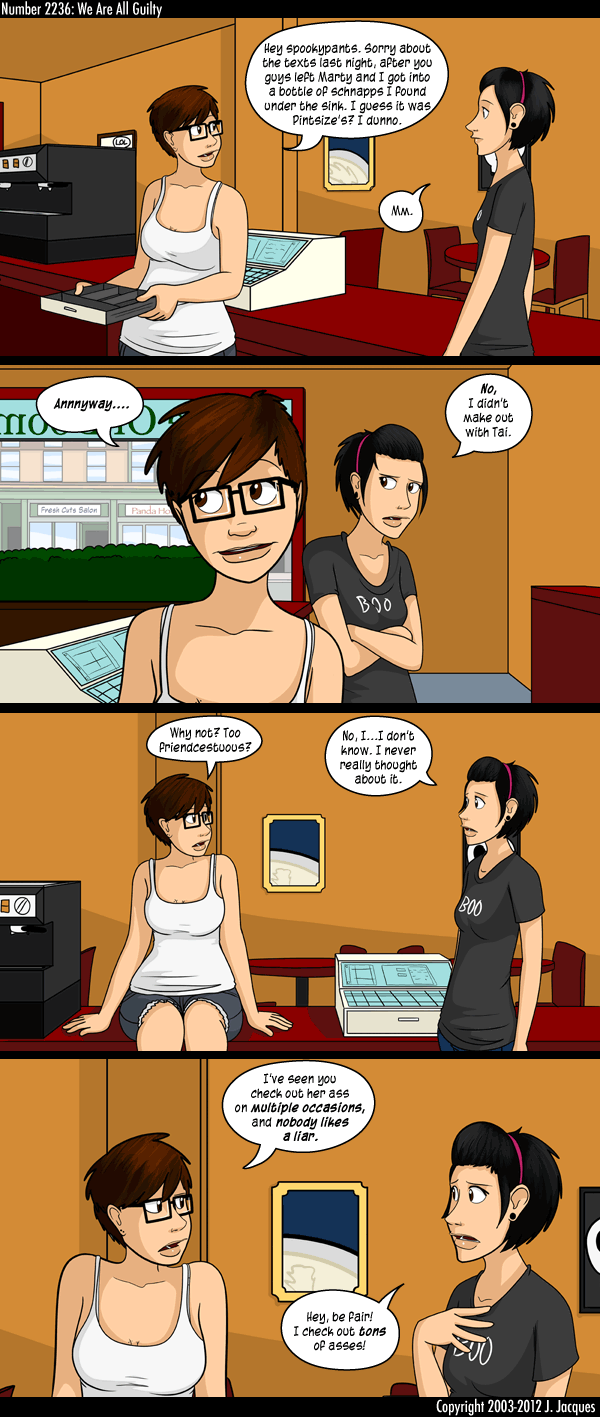 Number 2236: We Are All Guilty
Hey spookypants. Sorry about
the texts last night, after you
guys left Marty and I got into
a bottle of schnapps I found
under the sink. I guess it was
Pintsize's? I dunno.
LOL
Mm.
Annnyway....
No,
I didn't
make out
with Tai.
Fresh Cuts Salon
Panda Ho
BOO
Why not? Too
friendcestuous?
No, I...I don't
know. I never
really thought
about it.
BOO
I've seen you
check out her ass
on multiple occasions,
and nobody likes
a liar.
Hey, be fair!
I check out tons
of asses!
BOO
Copyright 2003-2012 J. Jacques